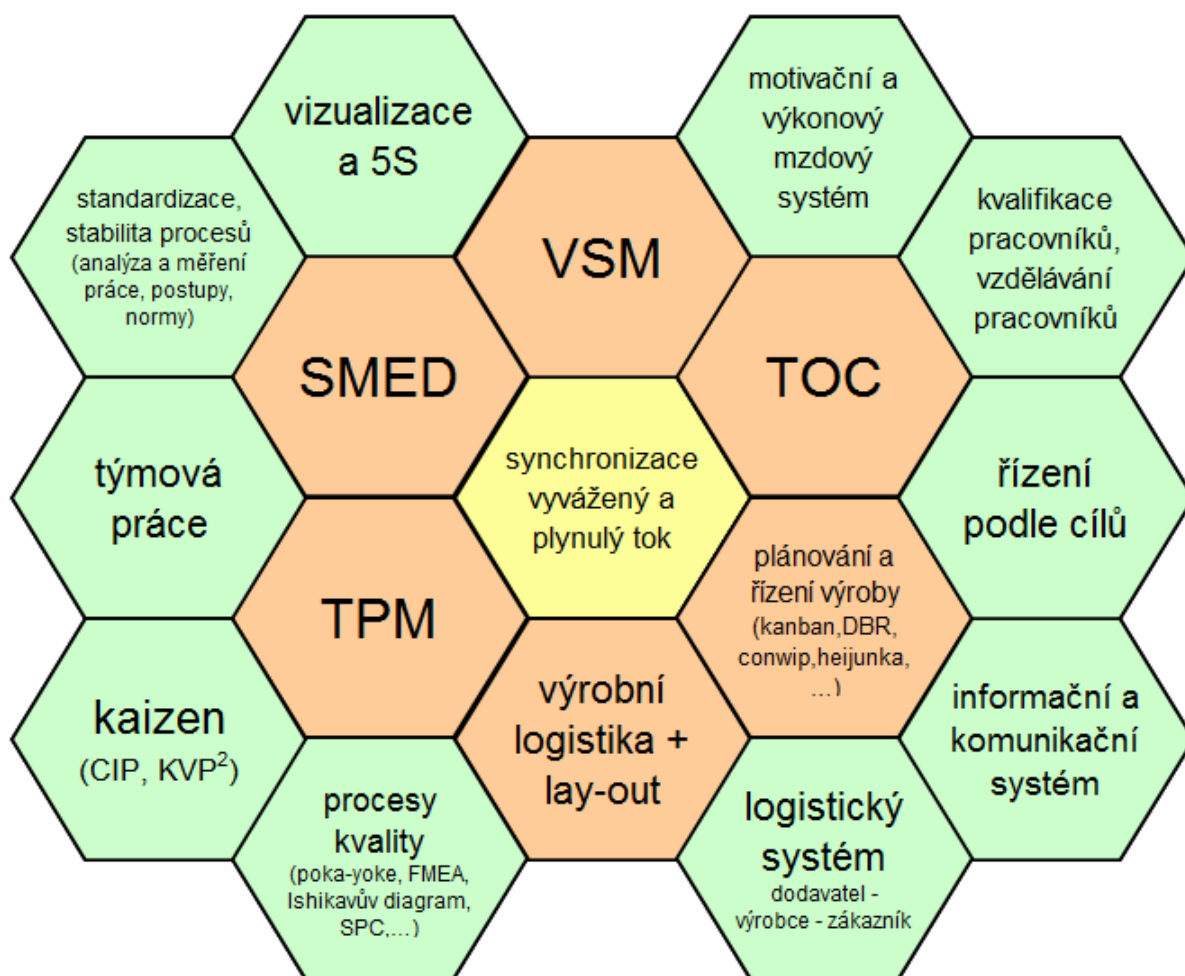 vizualizace
a 5S
motivační a
výkonový
mzdový
systém
standardizace,
stabilita procesů
(analýza a měření
práce, postupy,
normy)
VSM
kvalifikace
pracovníků,
vzdělávání
pracovníků
SMED
TOC
týmová
práce
synchronizace
vyvážený a
plynulý tok
řízení
podle cílů
TPM
plánování a
řízení výroby
(kanban,DBR,
conwip,heijunka,
…)
kaizen
(CIP, KVP²)
výrobní
logistika +
lay-out
informační a
komunikační
systém
procesy
kvality
(poka-yoke, FMEA,
Ishikavův diagram,
SPC,…)
logistický
systém
dodavatel -
výrobce - zákazník